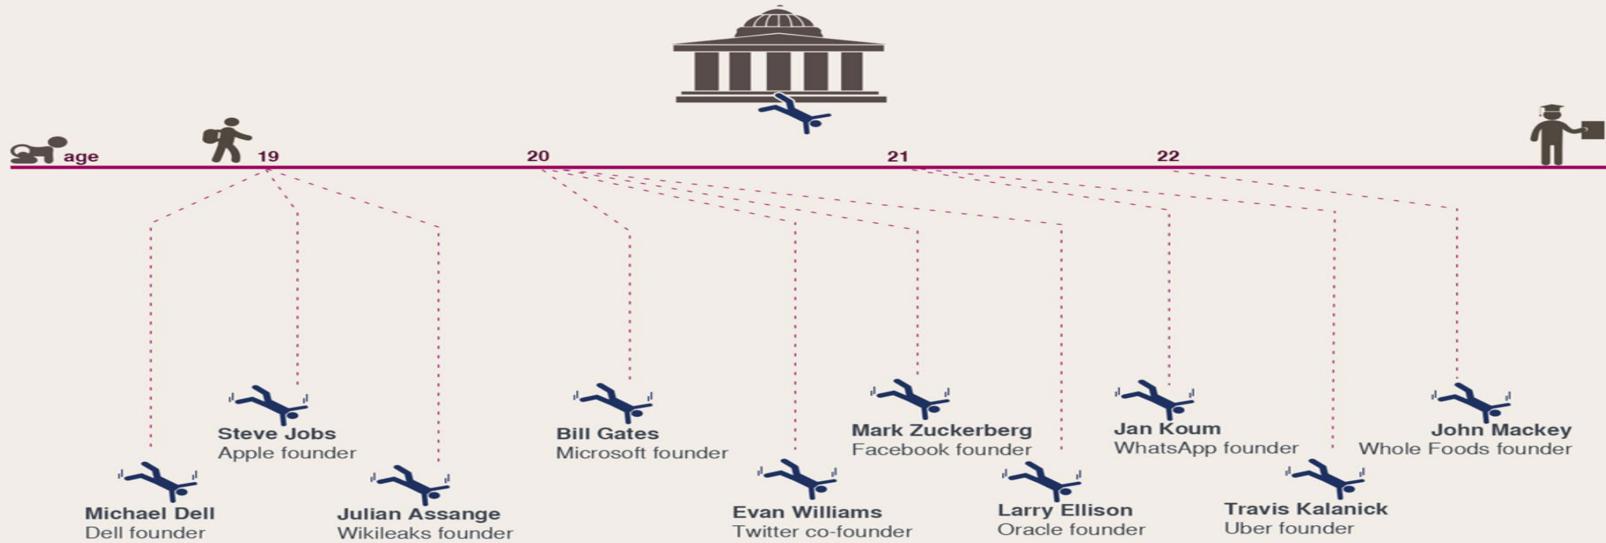 age
19
20
21
22
Steve Jobs
Apple founder
Bill Gates
Microsoft founder
Mark Zuckerberg
Facebook founder
Jan Koum
WhatsApp founder
John Mackey
Whole Foods founder
Michael Dell
Dell founder
Julian Assange
Wikileaks founder
Evan Williams
Twitter co-founder
Larry Ellison
Oracle founder
Travis Kalanick
Uber founder